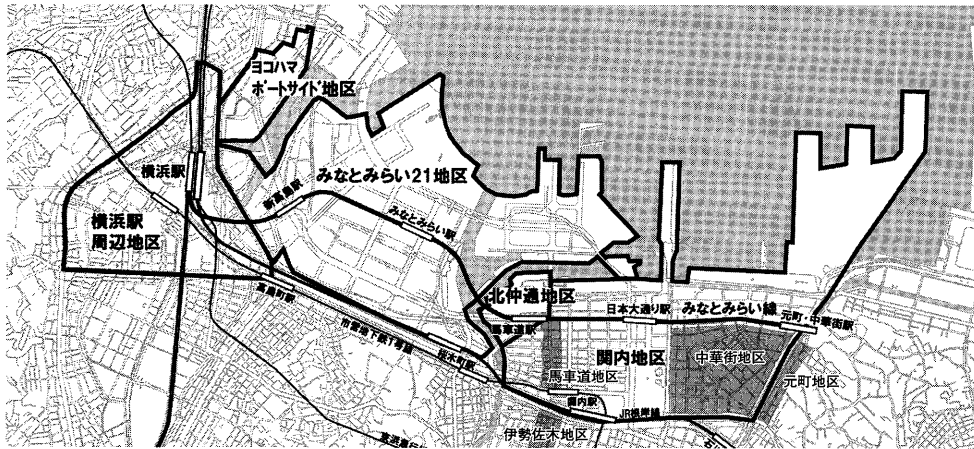 ヨコハマ
ポートサイド地区
横浜駅
みなとみらい21地区
新高島駅
横浜駅
周辺地区
みなとみらい駅
高島町駅
北仲通地区
日本大通り駅
みなとみらい線
元町・中華街駅
馬車道駅
市営地下鉄1号線
桜木町駅
関内地区
中華街地区
馬車道地区
元町地区
関内駅
JR根岸線
伊勢佐木地区